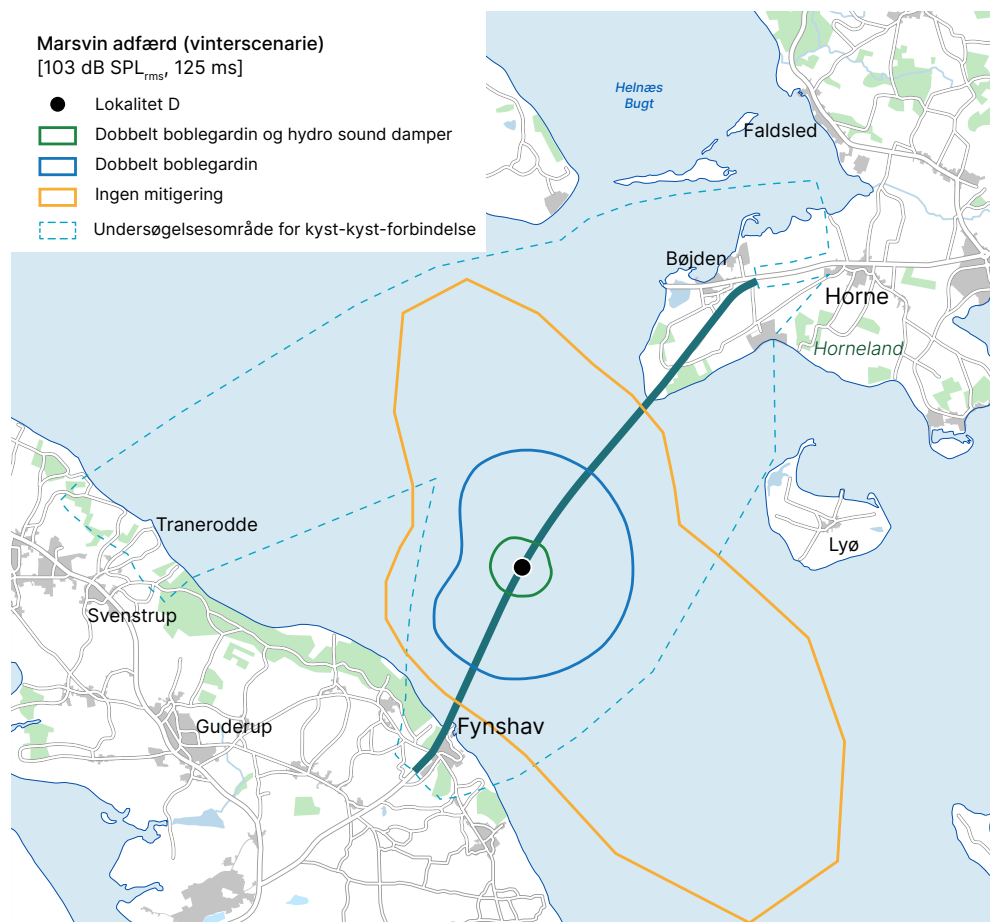 Marsvin adfærd (vinterscenarie)
[103 dB SPLrms, 125 ms]
Lokalitet D
Dobbelt boblegardin og hydro sound damper
Dobbelt boblegardin
Ingen mitigering
Undersøgelsesområde for kyst-kyst-forbindelse
Helnæs
Bugt
Faldsled
Bøjden
Horne
Horneland
Tranerodde
Lyø
Svenstrup
Guderup
Fynshav